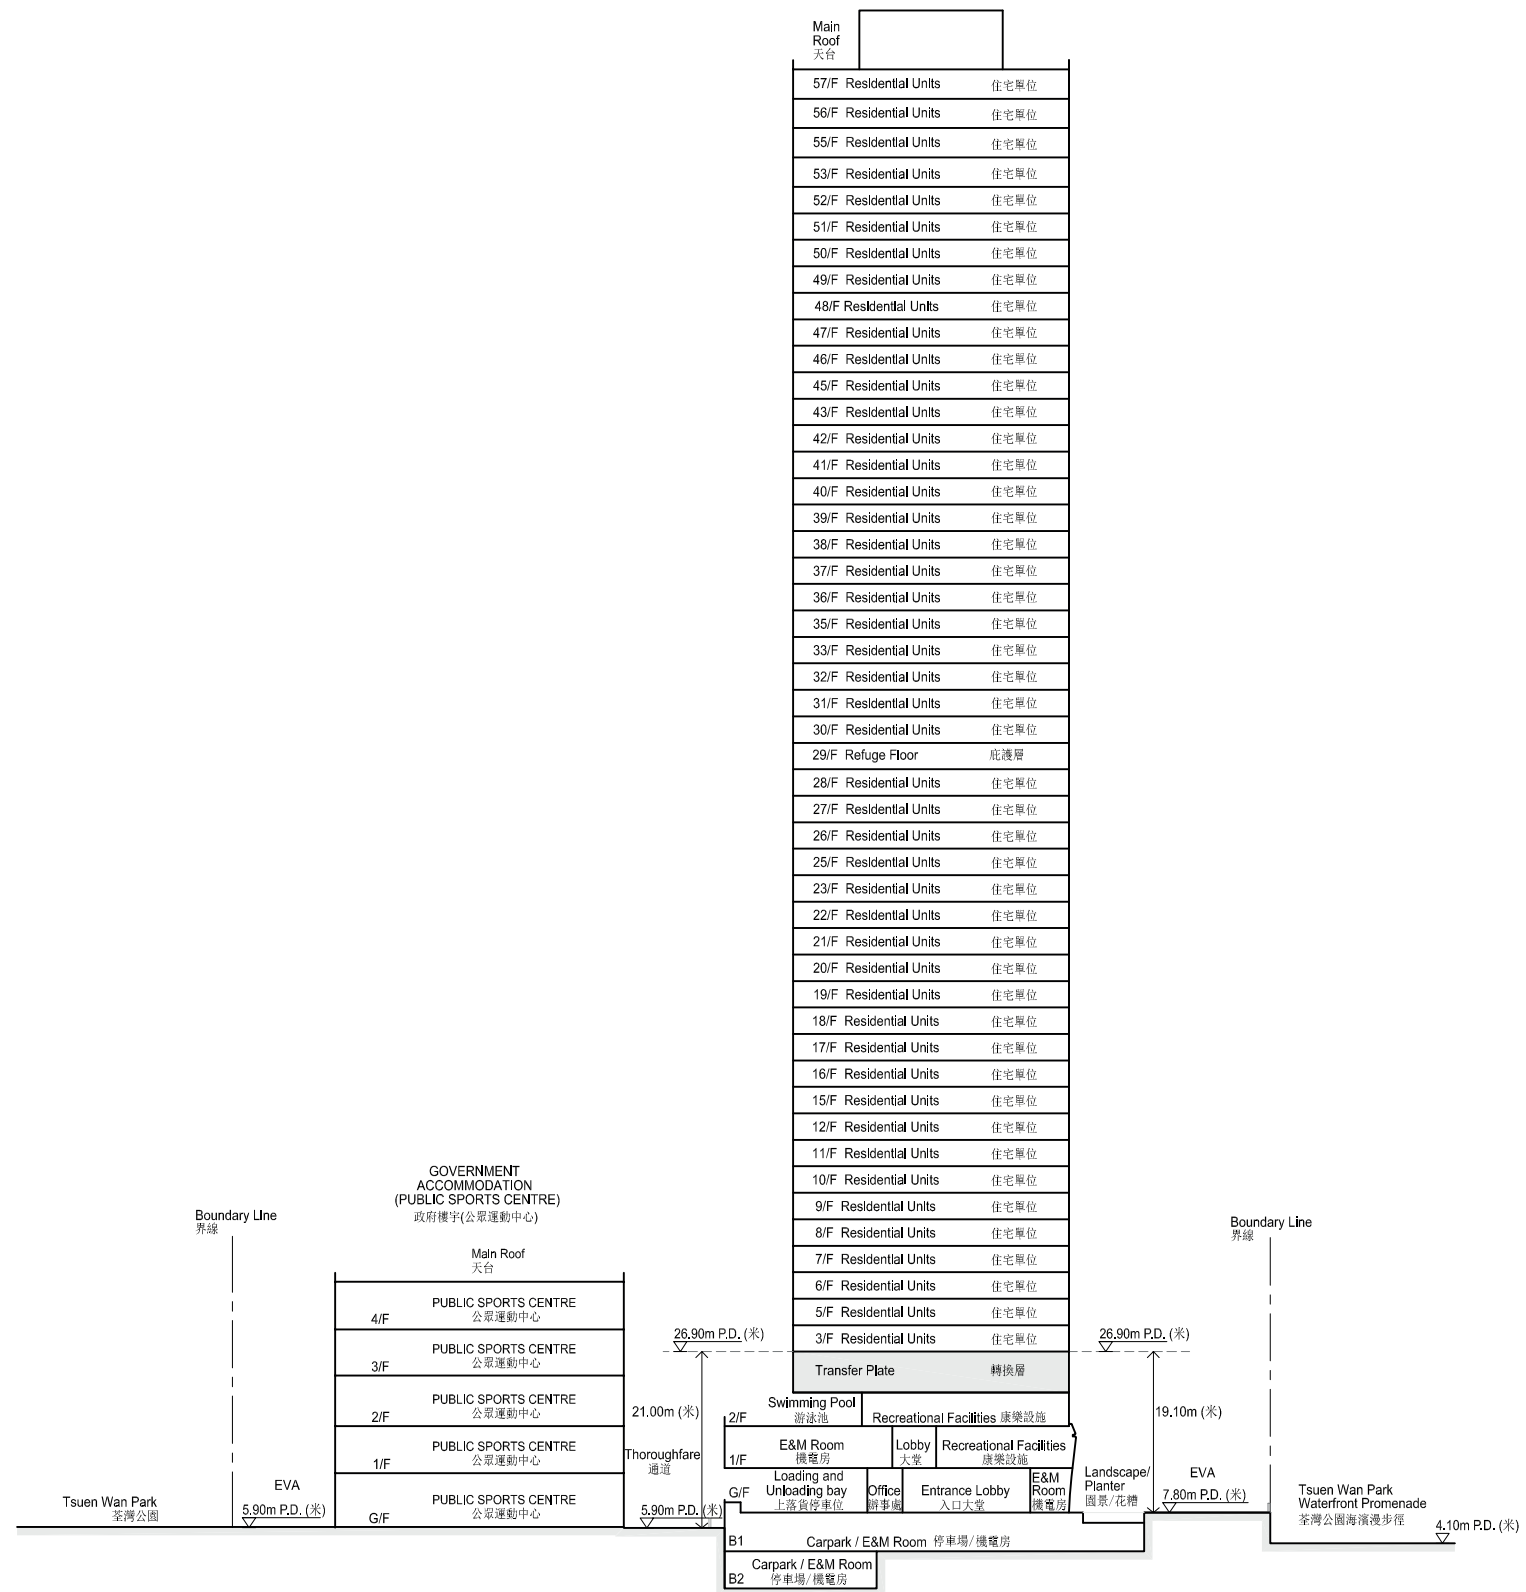 Main
Roof
天台
57/F Residential Units 住宅單位
56/F Residential Units 住宅單位
55/F Residential Units 住宅單位
53/F Residential Units 住宅單位
52/F Residential Units 住宅單位
51/F Residential Units 住宅單位
50/F Residential Units 住宅單位
49/F Residential Units 住宅單位
48/F Residential Units 住宅單位
47/F Residential Units 住宅單位
46/F Residential Units 住宅單位
45/F Residential Units 住宅單位
43/F Residential Units 住宅單位
42/F Residential Units 住宅單位
41/F Residential Units 住宅單位
40/F Residential Units 住宅單位
39/F Residential Units 住宅單位
38/F Residential Units 住宅單位
37/F Residential Units 住宅單位
36/F Residential Units 住宅單位
35/F Residential Units 住宅單位
33/F Residential Units 住宅單位
32/F Residential Units 住宅單位
31/F Residential Units 住宅單位
30/F Residential Units 住宅單位
29/F Refuge Floor 庇護層
28/F Residential Units 住宅單位
27/F Residential Units 住宅單位
26/F Residential Units 住宅單位
25/F Residential Units 住宅單位
23/F Residential Units 住宅單位
22/F Residential Units 住宅單位
21/F Residential Units 住宅單位
20/F Residential Units 住宅單位
19/F Residential Units 住宅單位
18/F Residential Units 住宅單位
17/F Residential Units 住宅單位
16/F Residential Units 住宅單位
15/F Residential Units 住宅單位
12/F Residential Units 住宅單位
11/F Residential Units 住宅單位
10/F Residential Units 住宅單位
9/F Residential Units 住宅單位
8/F Residential Units 住宅單位
7/F Residential Units 住宅單位
6/F Residential Units 住宅單位
5/F Residential Units 住宅單位
3/F Residential Units 住宅單位
Transfer Plate 轉換層
GOVERNMENT
ACCOMMODATION
(PUBLIC SPORTS CENTRE)
政府樓宇(公眾運動中心)
Boundary Line
界線
Main Roof
天台
PUBLIC SPORTS CENTRE
4/F 公眾運動中心
PUBLIC SPORTS CENTRE
3/F 公眾運動中心
PUBLIC SPORTS CENTRE
2/F 公眾運動中心
PUBLIC SPORTS CENTRE
1/F 公眾運動中心
PUBLIC SPORTS CENTRE
G/F 公眾運動中心
EVA
5.90m P.D. (米)
Tsuen Wan Park
荃灣公園
26.90m P.D. (米)
21.00m (米)
Thoroughfare
通道
5.90m P.D. (米)
Swimming Pool
2/F 游泳池
Recreational Facilities 康樂設施
E&M Room
1/F 機電房
Lobby
大堂
Recreational Facilities
康樂設施
Loading and
G/F Unloading bay
上落貨停車位
Office
辦事處
Entrance Lobby
入口大堂
E&M
Room
機電房
B1 Carpark / E&M Room 停車場/機電房
Carpark / E&M Room
B2 停車場/機電房
26.90m P.D. (米)
19.10m (米)
Landscape/
Planter
園景/花糟
EVA
7.80m P.D. (米)
Boundary Line
界線
Tsuen Wan Park
Waterfront Promenade
荃灣公園海濱漫步徑
4.10m P.D. (米)